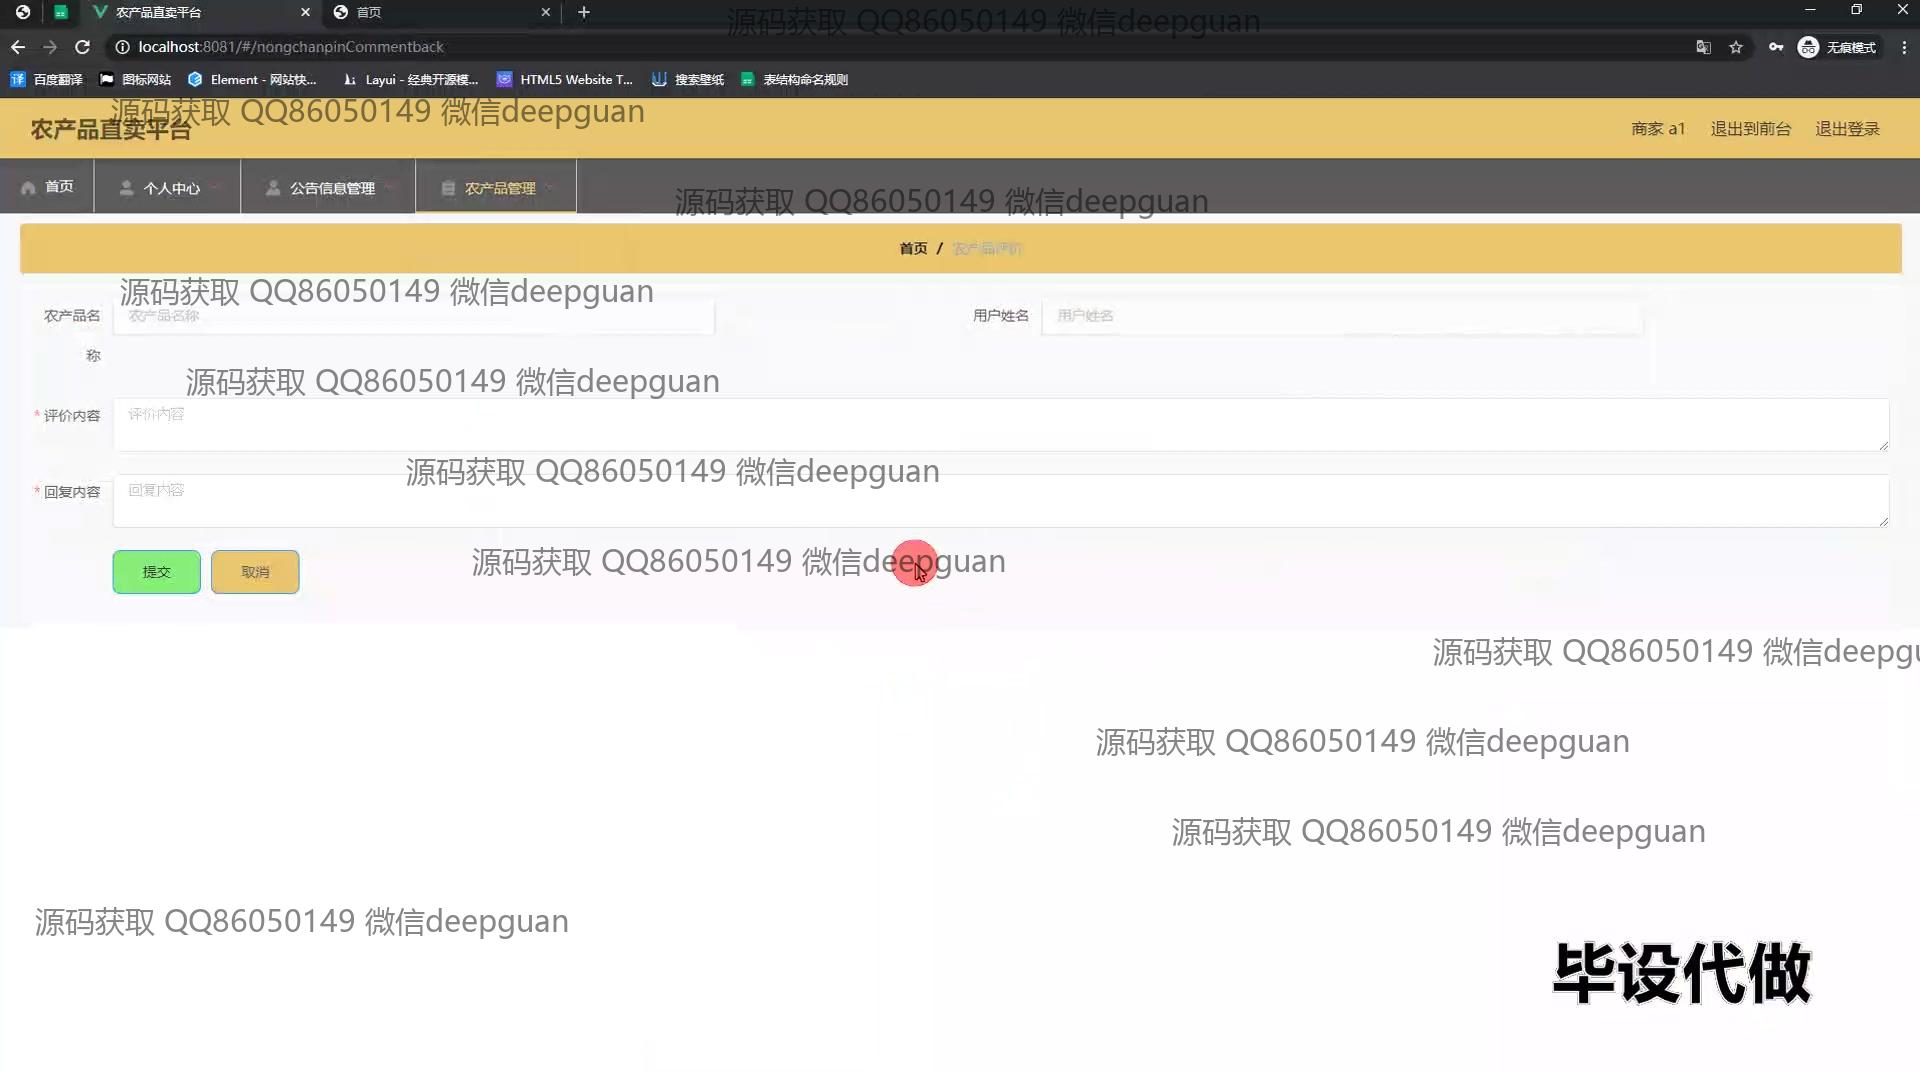 农产品直卖平台
首页
源码获取 QQ86050149 微信deepguan
localhost:8081/#/nongchanpinCommentback
无痕模式
百度翻译
图标网站
Element - 网站快...
Layui - 经典开源模...
HTML5 Website T...
搜索壁纸
表结构命名规则
源码获取 QQ86050149 微信deepguan
农产品直卖平台
商家 a1
退出到前台
退出登录
首页
个人中心
公告信息管理
农产品管理
源码获取 QQ86050149 微信deepguan
首页 / 农产品评价
源码获取 QQ86050149 微信deepguan
农产品名
称
农产品名称
用户姓名
用户姓名
源码获取 QQ86050149 微信deepguan
* 评价内容
评价内容
源码获取 QQ86050149 微信deepguan
* 回复内容
回复内容
提交
取消
源码获取 QQ86050149 微信deepguan
源码获取 QQ86050149 微信deepgu
源码获取 QQ86050149 微信deepguan
源码获取 QQ86050149 微信deepguan
源码获取 QQ86050149 微信deepguan
毕设代做